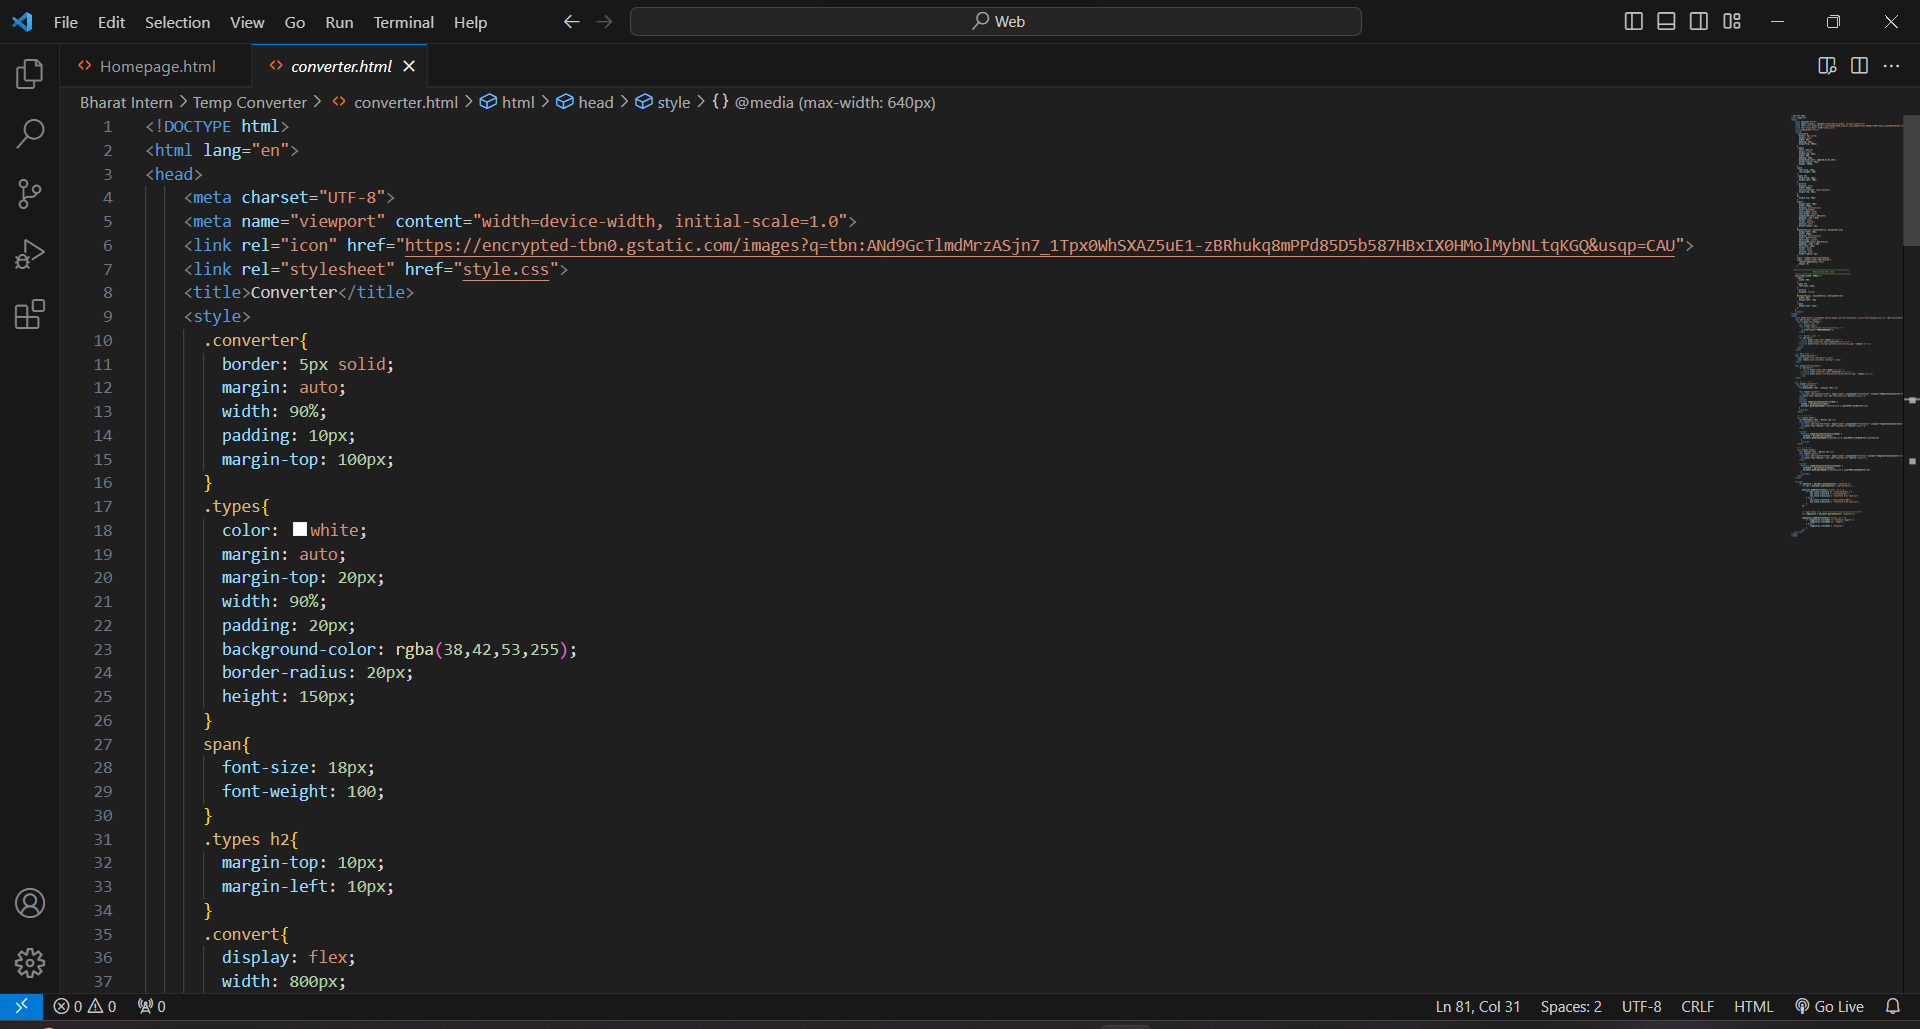 File Edit Selection View Go Run Terminal Help
Web
Homepage.html
converter.html
Bharat Intern > Temp Converter > converter.html > html > head > style > {} @media (max-width: 640px)
1 <!DOCTYPE html>
2 <html lang="en">
3 <head>
4 <meta charset="UTF-8">
5 <meta name="viewport" content="width=device-width, initial-scale=1.0">
6 <link rel="icon" href="https://encrypted-tbn0.gstatic.com/images?q=tbn:ANd9GcTlmdMrzASjn7_1Tpx0WhSXAZ5uE1-zBRhukq8mPPd85D5b587HBxIX0HMolMybNLtqKGQ&usqp=CAU">
7 <link rel="stylesheet" href="style.css">
8 <title>Converter</title>
9 <style>
10 .converter{
11 border: 5px solid;
12 margin: auto;
13 width: 90%;
14 padding: 10px;
15 margin-top: 100px;
16 }
17 .types{
18 color: white;
19 margin: auto;
20 margin-top: 20px;
21 width: 90%;
22 padding: 20px;
23 background-color: rgba(38,42,53,255);
24 border-radius: 20px;
25 height: 150px;
26 }
27 span{
28 font-size: 18px;
29 font-weight: 100;
30 }
31 .types h2{
32 margin-top: 10px;
33 margin-left: 10px;
34 }
35 .convert{
36 display: flex;
37 width: 800px;
0 0 0 Ln 81, Col 31 Spaces: 2 UTF-8 CRLF HTML Go Live